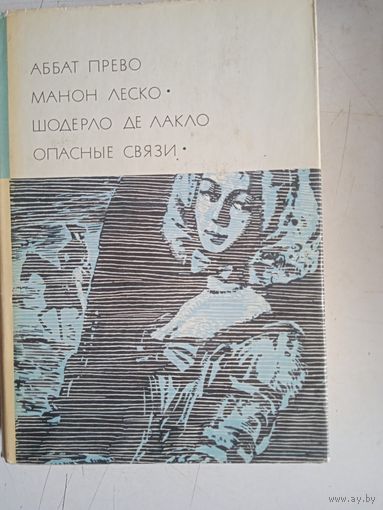 АББАТ ПРЕВО
МАНОН ЛЕСКО •
ШОДЕРЛО ДЕ ЛАКЛО
ОПАСНЫЕ СВЯЗИ •
www.ay.by